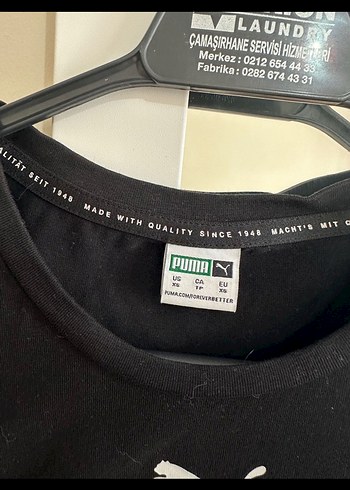 LAUNDRY
ÇAMAŞIRHANE SERVİSİ HİZMETLERİ
Merkez : 0212 654 44 33
Fabrika : 0282 674 43 31
SEIT 1948 MADE WITH QUALITY SINCE 1948 MACHT'S MIT
PUMA
US CA EU
XS TP XS
PUMA.COM/FOREVERBETTER